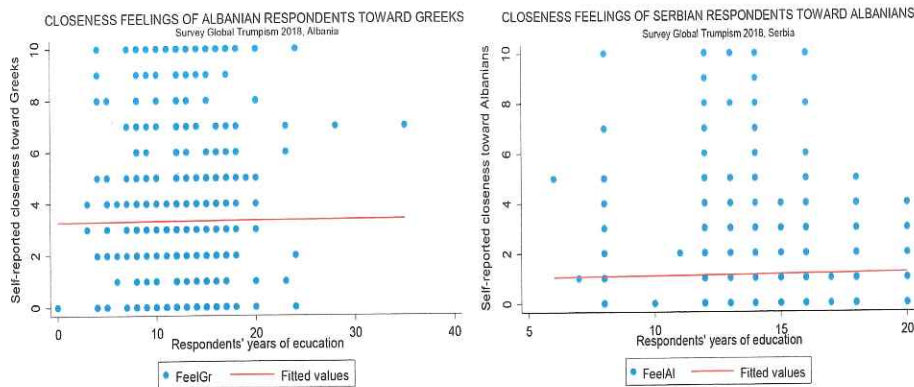 CLOSENESS FEELINGS OF ALBANIAN RESPONDENTS TOWARD GREEKS
Survey Global Trumpism 2018, Albania
Self-reported closeness toward Greeks
10
8
6
4
2
0
0
10
20
30
40
Respondents' years of education
FeelGr
Fitted values
CLOSENESS FEELINGS OF SERBIAN RESPONDENTS TOWARD ALBANIANS
Survey Global Trumpism 2018, Serbia
Self-reported closeness toward Albanians
10
8
6
4
2
0
5
10
15
20
Respondents' years of education
FeelAl
Fitted values